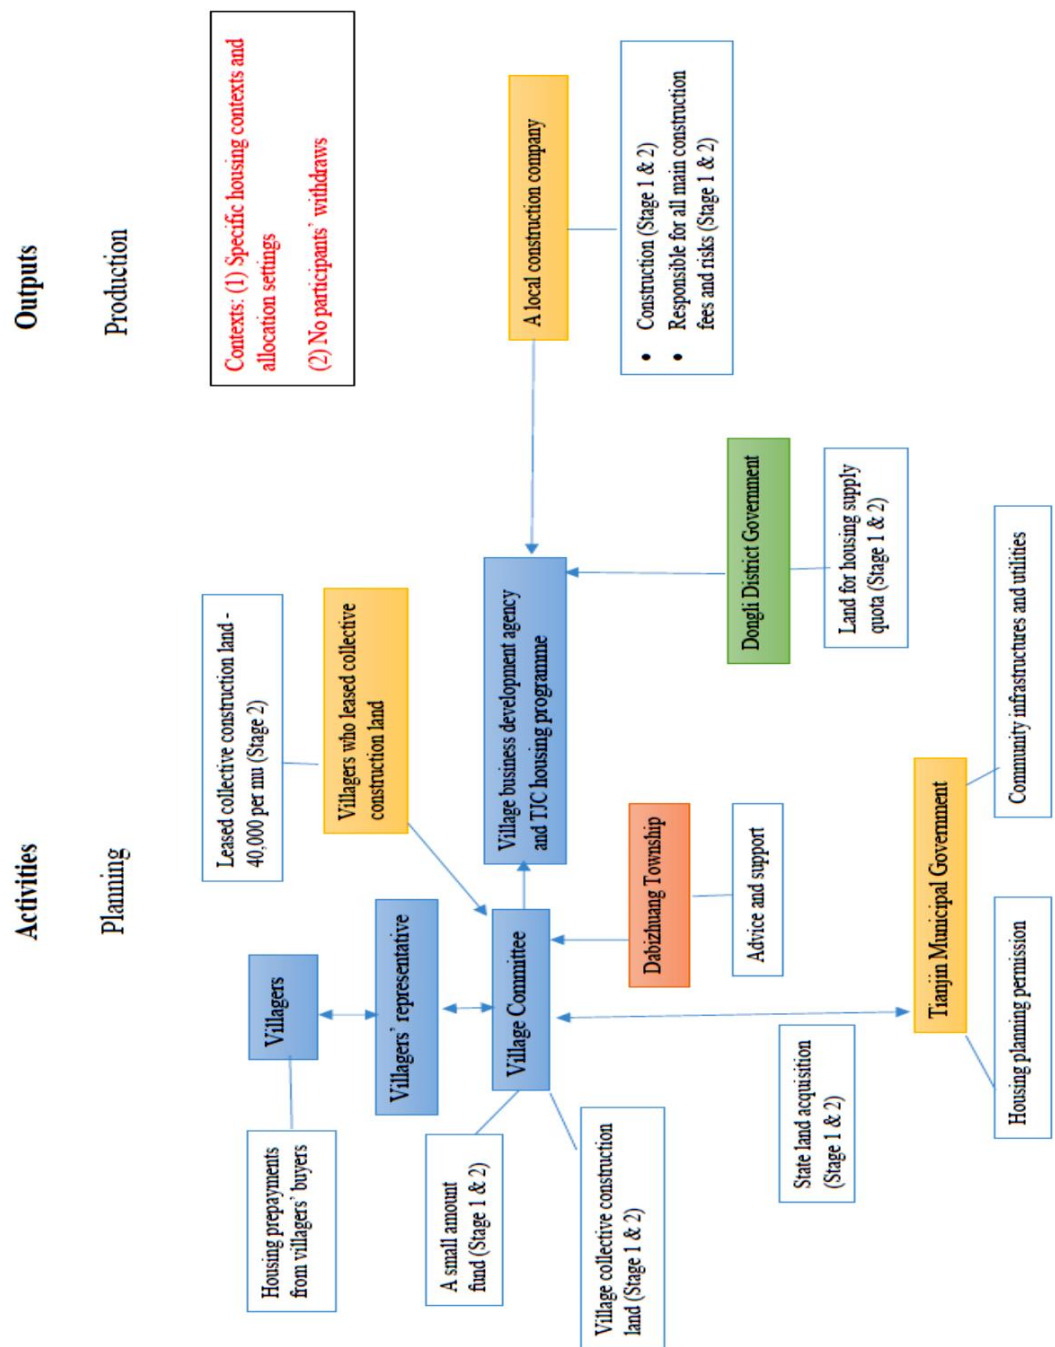 Activities
Outputs
Planning
Production
Housing prepayments
from villagers’ buyers
Villagers
Leased collective construction land -
40,000 per mu (Stage 2)
Contexts: (1) Specific housing contexts and
allocation settings
(2) No participants’ withdraws
Villagers’ representative
Villagers who leased collective
construction land
A small amount
fund (Stage 1 & 2)
Village Committee
Village business development agency
and TJC housing programme
A local construction company
Village collective construction
land (Stage 1 & 2)
Dabizhuang Township
Advice and support
• Construction (Stage 1 & 2)
• Responsible for all main construction
fees and risks (Stage 1 & 2)
Dongli District Government
Land for housing supply
quota (Stage 1 & 2)
State land acquisition
(Stage 1 & 2)
Tianjin Municipal Government
Housing planning permission
Community infrastructures and utilities